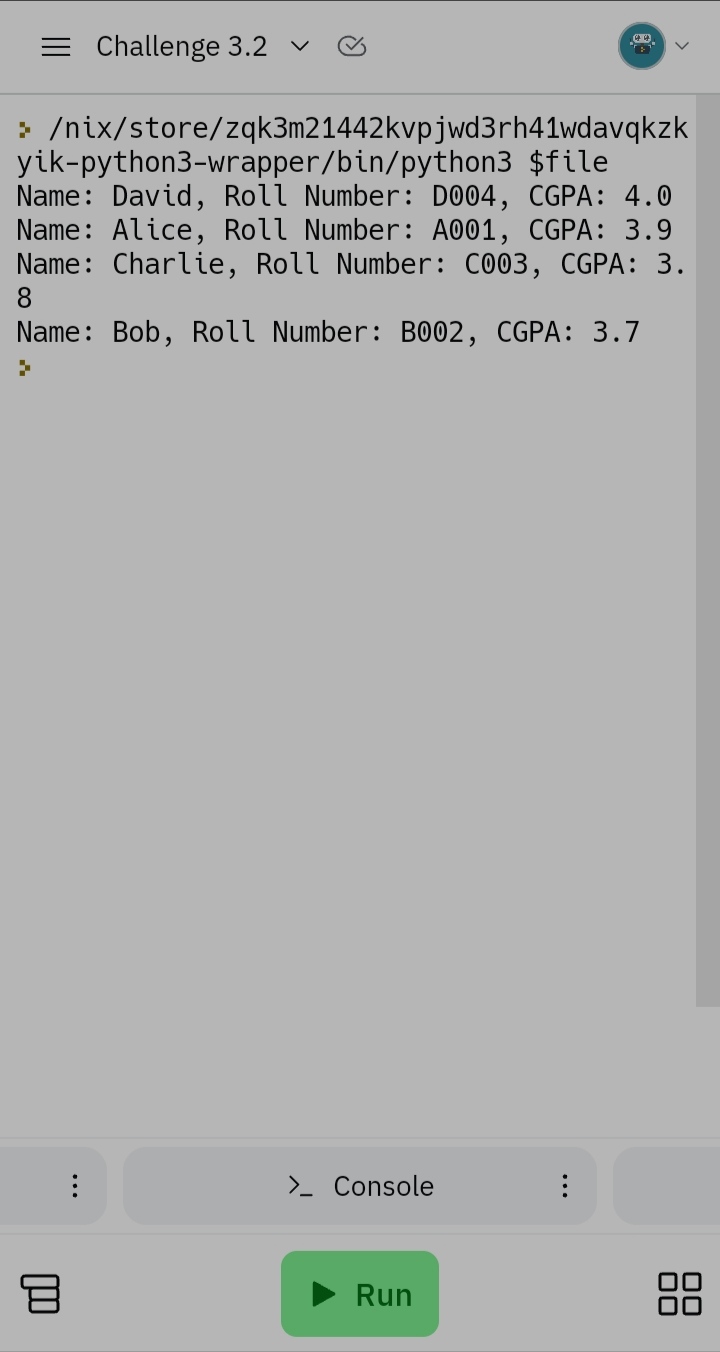 Challenge 3.2
/nix/store/zqk3m21442kvpjwd3rh41wdavqkzk
yik-python3-wrapper/bin/python3 $file
Name: David, Roll Number: D004, CGPA: 4.0
Name: Alice, Roll Number: A001, CGPA: 3.9
Name: Charlie, Roll Number: C003, CGPA: 3.
8
Name: Bob, Roll Number: B002, CGPA: 3.7
Console
Run